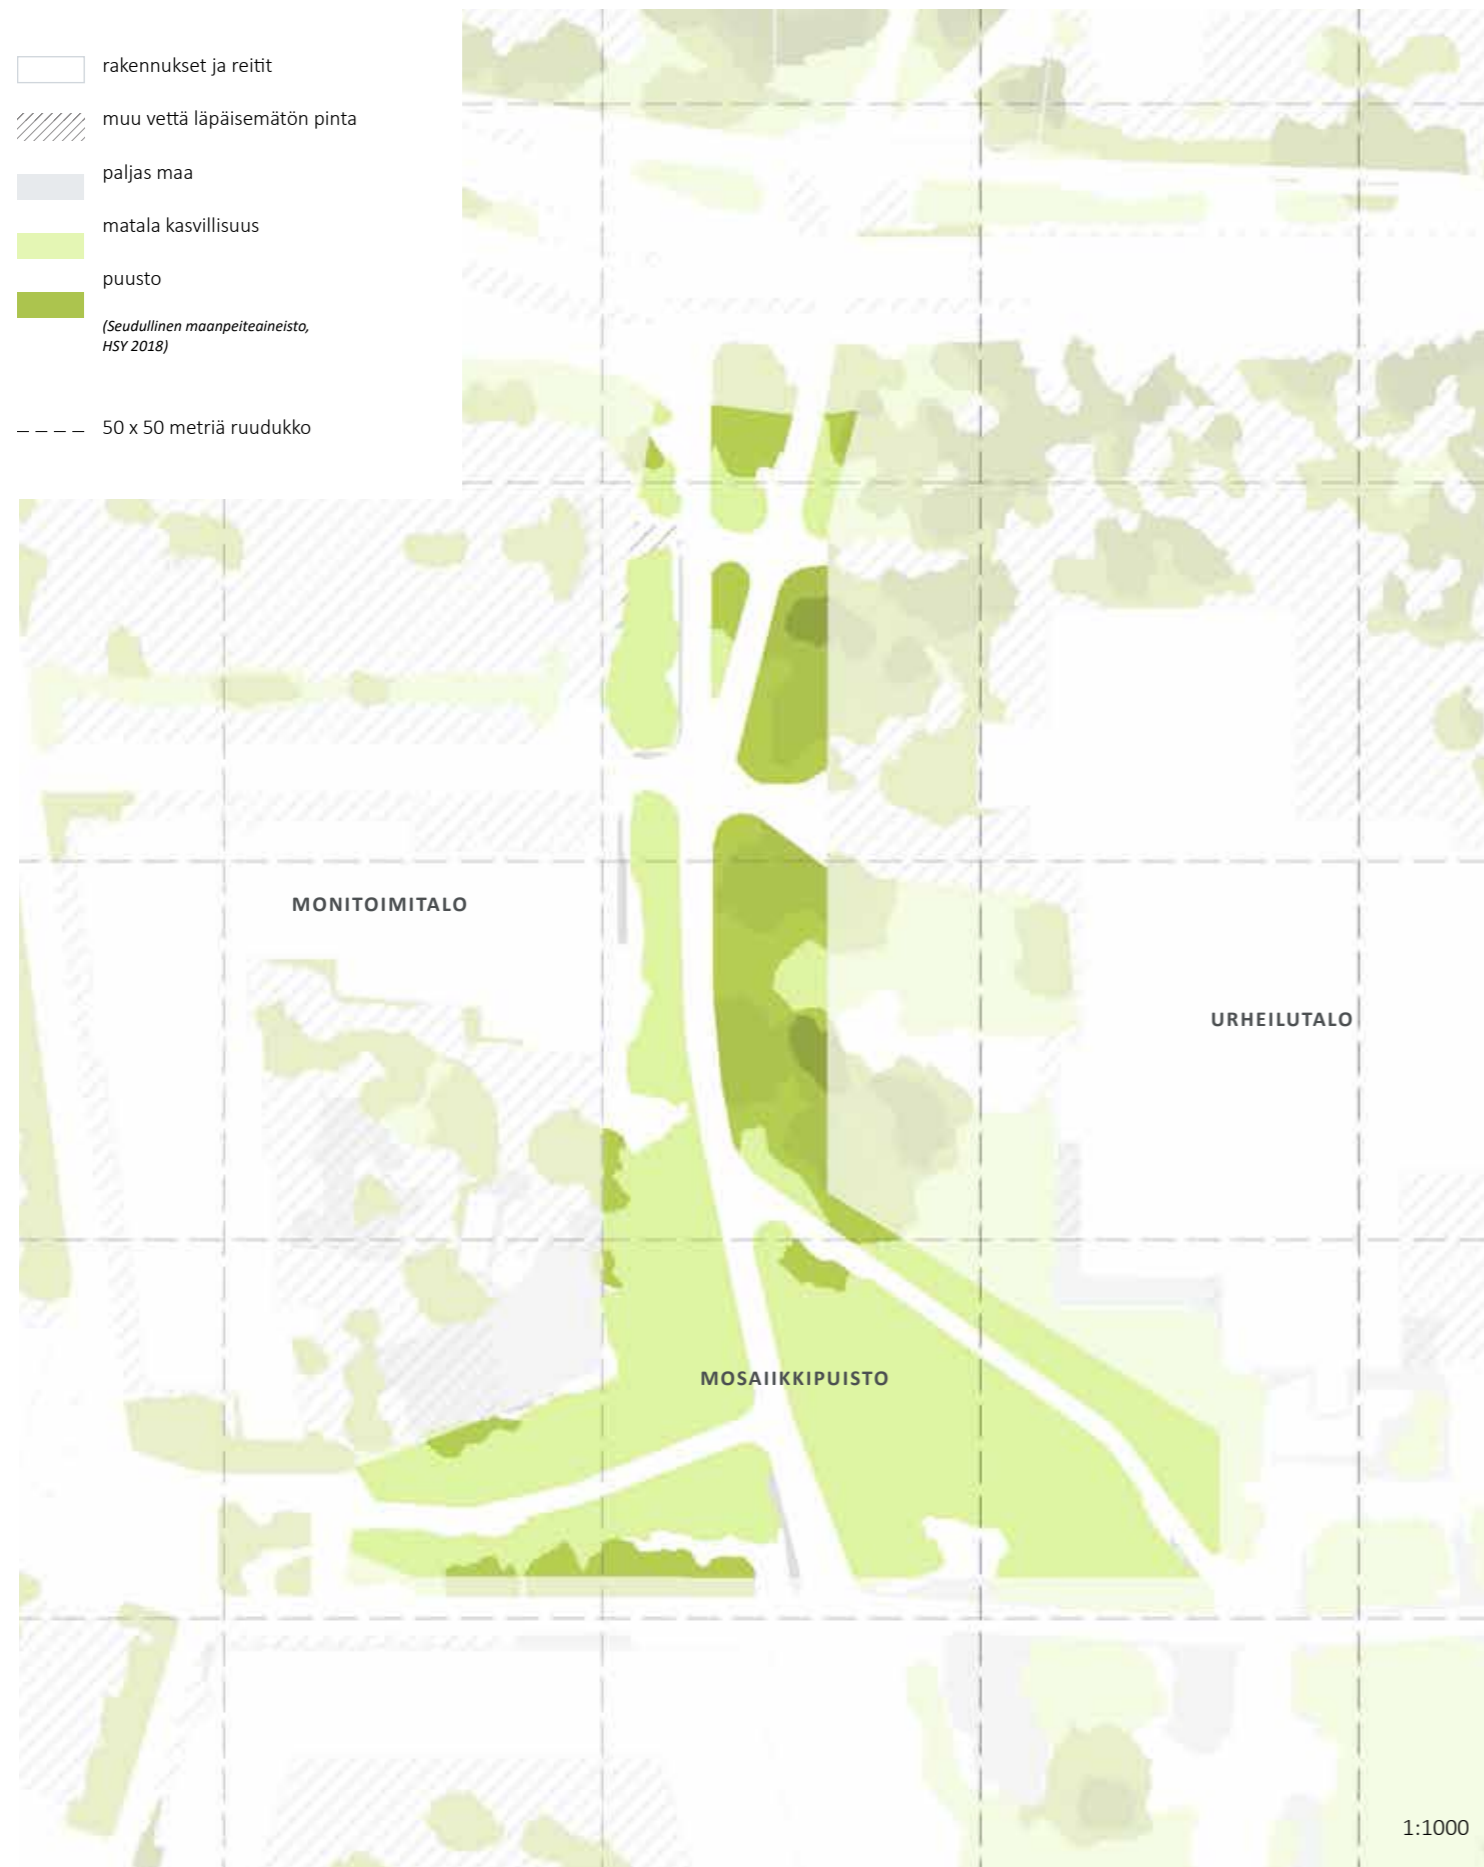 rakennukset ja reitit
muu vettä läpäisemätön pinta
paljas maa
matala kasvillisuus
puusto
(Seudullinen maanpeiteaineisto,
HSY 2018)
50 x 50 metriä ruudukko
MONITOIMITALO
URHEILUTALO
MOSAIIKKIPUISTO
1:1000